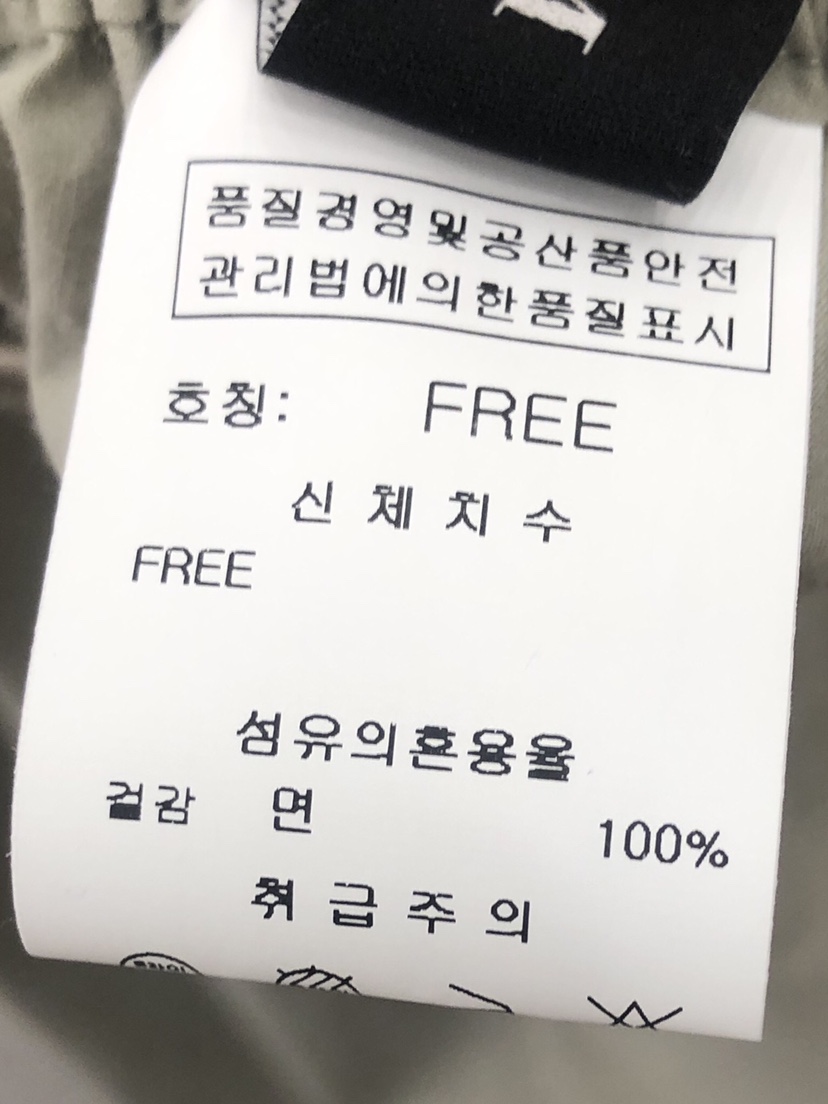 품질경영및공산품안전
관리법에의한품질표시
호칭: FREE
신체치수
FREE
섬유의혼용율
겉감 면 100%
취급주의